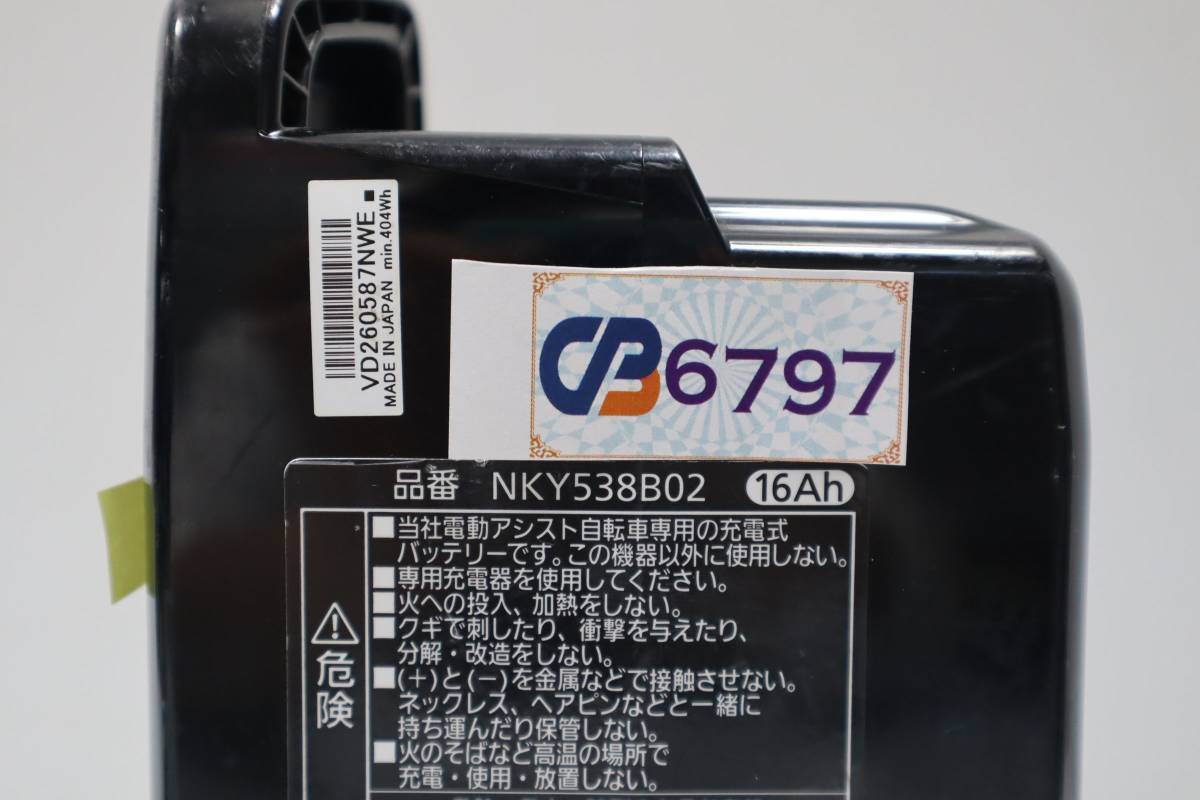 VD260587NWE
MADE IN JAPAN min.404Wh
CPB6797
品番 NKY538B02 16Ah
危険
■当社電動アシスト自転車専用の充電式
バッテリーです。この機器以外に使用しない。
■専用充電器を使用してください。
■火への投入、加熱をしない。
■クギで刺したり、衝撃を与えたり、
分解・改造をしない。
■(+)と(−)を金属などで接触させない。
ネックレス、ヘアピンなどと一緒に
持ち運んだり保管しない。
■火のそばなど高温の場所で
充電・使用・放置しない。